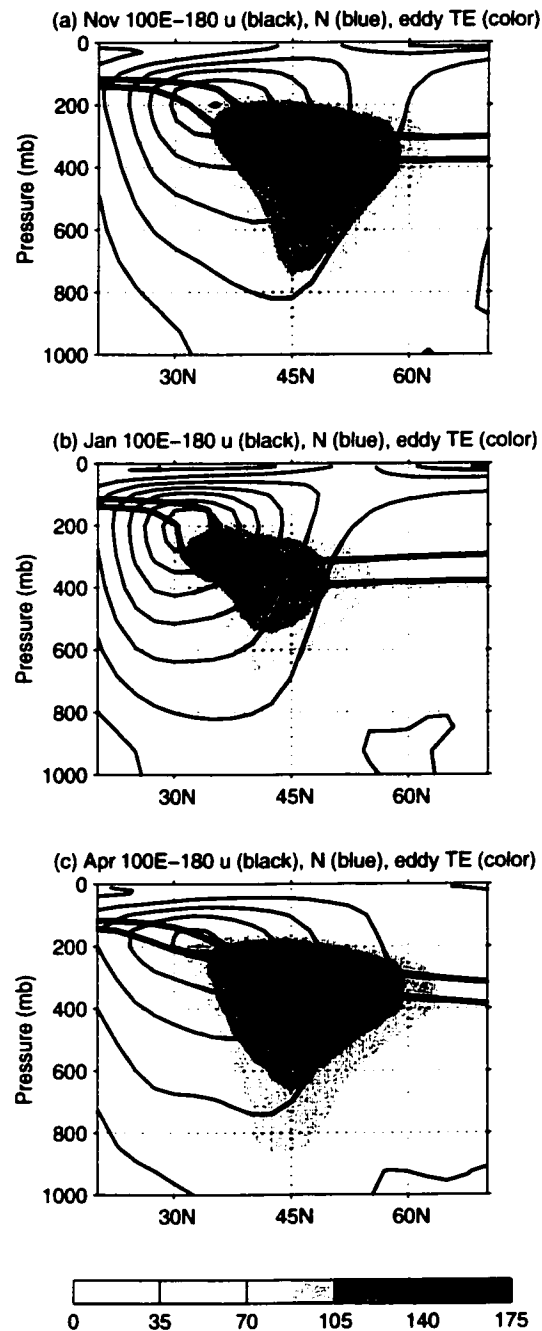 (a) Nov 100E−180 u (black), N (blue), eddy TE (color)
0
200
400
600
800
1000
Pressure (mb)
30N 45N 60N
(b) Jan 100E−180 u (black), N (blue), eddy TE (color)
0
200
400
600
800
1000
Pressure (mb)
30N 45N 60N
(c) Apr 100E−180 u (black), N (blue), eddy TE (color)
0
200
400
600
800
1000
Pressure (mb)
30N 45N 60N
0 35 70 105 140 175